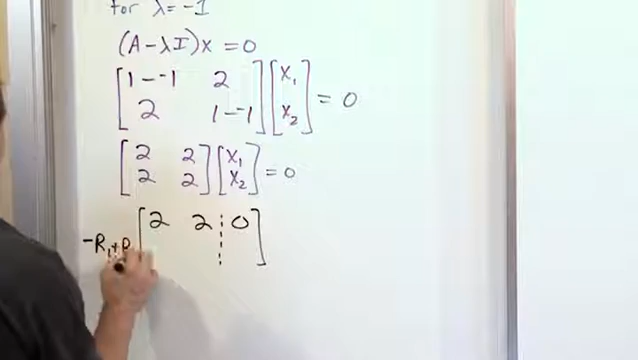 for λ = -1
(A - λI)x = 0
[1 - -1 2] [x₁] = 0
[2 1 - -1] [x₂]
[2 2] [x₁] = 0
[2 2] [x₂]
[2 2 ¦ 0]
-R₁ + R